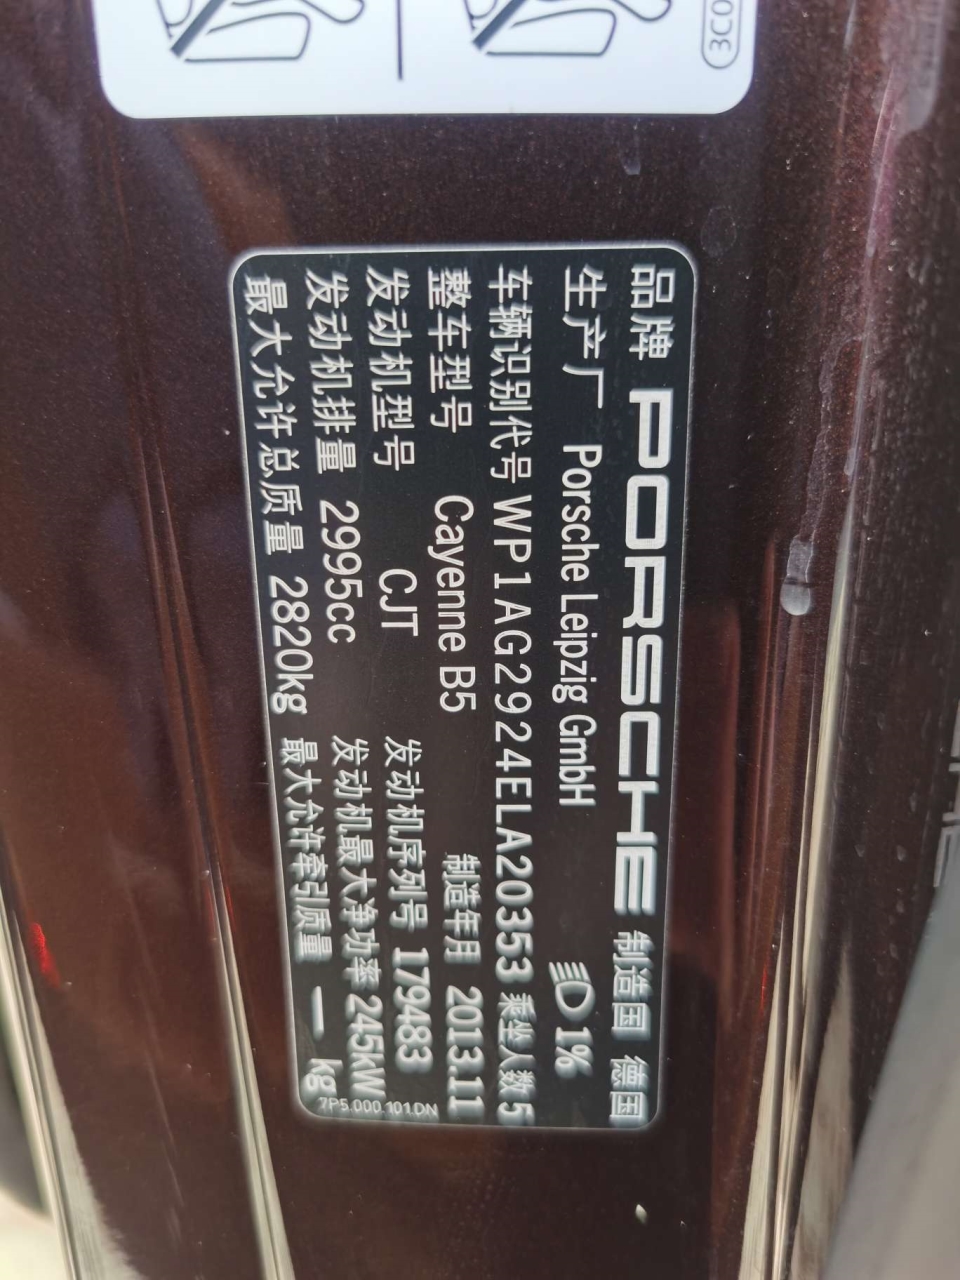 3C0
品牌 PORSCHE 制造国 德国
生产厂 Porsche Leipzig GmbH 1%
车辆识别代号 WP1AG2924ELA20353 乘坐人数 5
整车型号 Cayenne B5 制造年月 2013.11
发动机型号 CJT 发动机序列号 179483
发动机排量 2995cc 发动机最大净功率 245kW
最大允许总质量 2820kg 最大允许牵引质量 — kg
7P5.000.101.DN